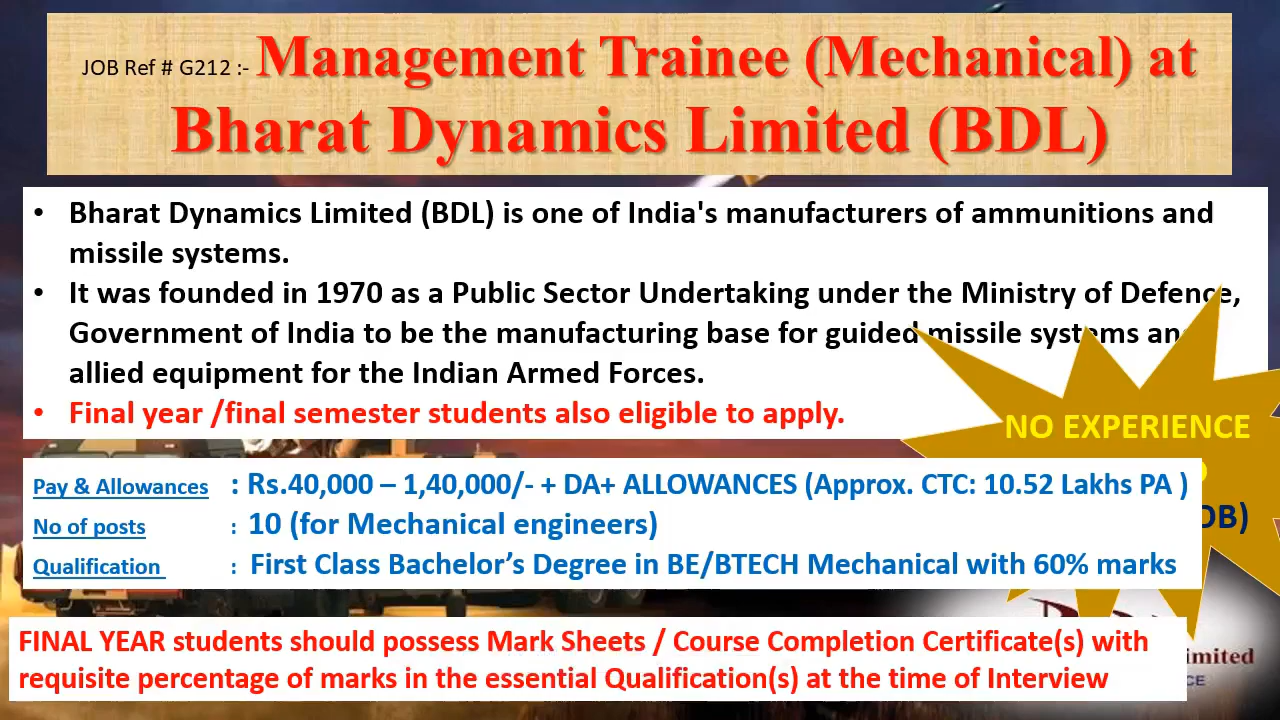 JOB Ref # G212 :- Management Trainee (Mechanical) at
Bharat Dynamics Limited (BDL)
• Bharat Dynamics Limited (BDL) is one of India's manufacturers of ammunitions and
missile systems.
• It was founded in 1970 as a Public Sector Undertaking under the Ministry of Defence,
Government of India to be the manufacturing base for guided missile systems an
allied equipment for the Indian Armed Forces.
• Final year /final semester students also eligible to apply.
NO EXPERIENCE
OB)
Pay & Allowances : Rs.40,000 – 1,40,000/- + DA+ ALLOWANCES (Approx. CTC: 10.52 Lakhs PA )
No of posts : 10 (for Mechanical engineers)
Qualification : First Class Bachelor’s Degree in BE/BTECH Mechanical with 60% marks
FINAL YEAR students should possess Mark Sheets / Course Completion Certificate(s) with
requisite percentage of marks in the essential Qualification(s) at the time of Interview
imited
CE